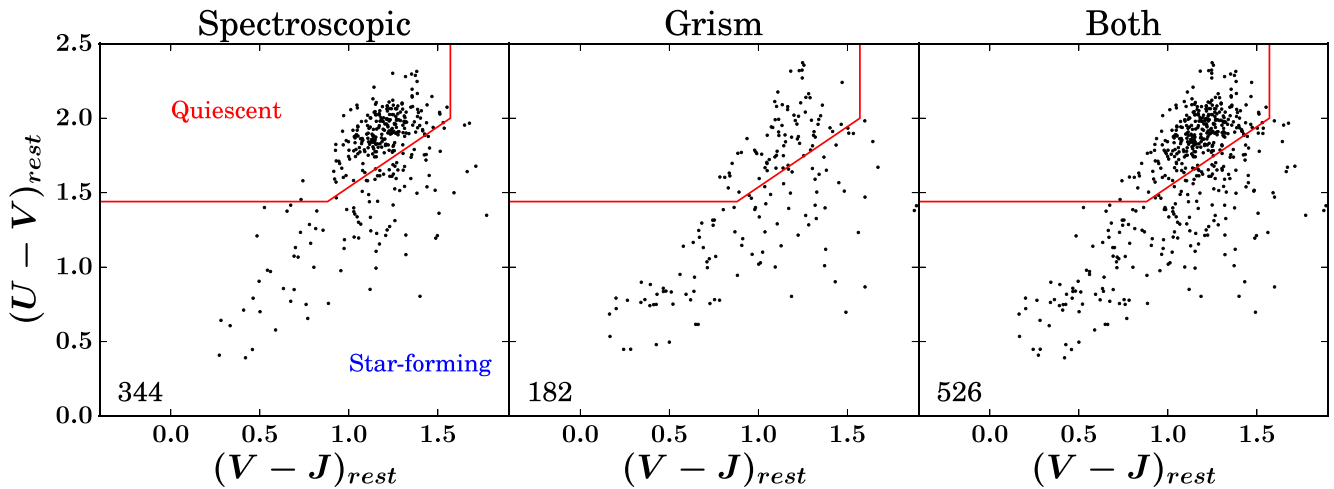 Spectroscopic Grism Both
2.5
2.0
1.5
1.0
0.5
0.0
(U − V)rest
Quiescent
Star-forming
344 182 526
0.0 0.5 1.0 1.5 0.0 0.5 1.0 1.5 0.0 0.5 1.0 1.5
(V − J)rest (V − J)rest (V − J)rest